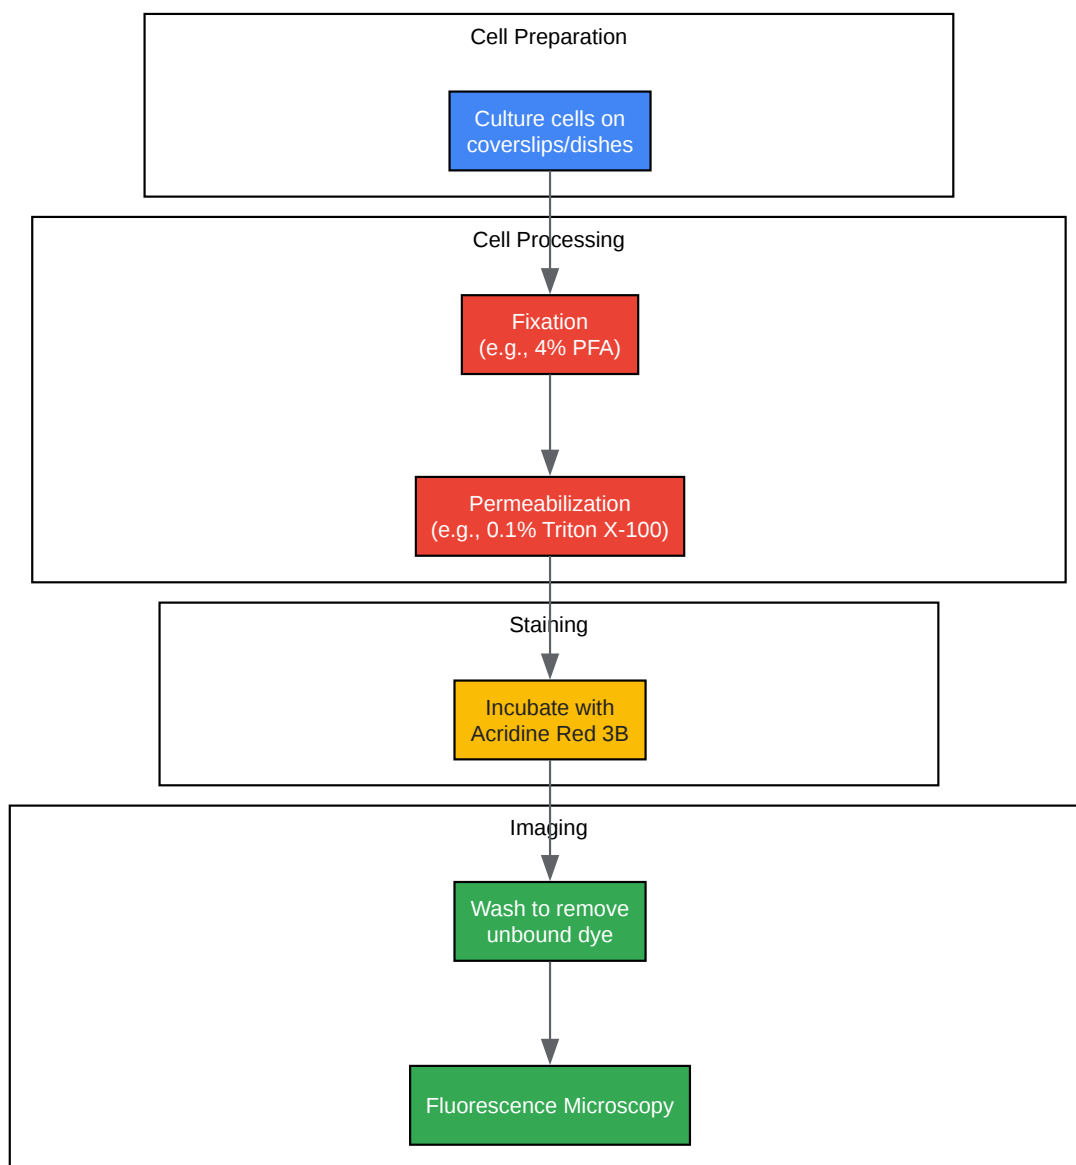 Cell Preparation
Culture cells on
coverslips/dishes
Cell Processing
Fixation
(e.g., 4% PFA)
Permeabilization
(e.g., 0.1% Triton X-100)
Staining
Incubate with
Acridine Red 3B
Imaging
Wash to remove
unbound dye
Fluorescence Microscopy